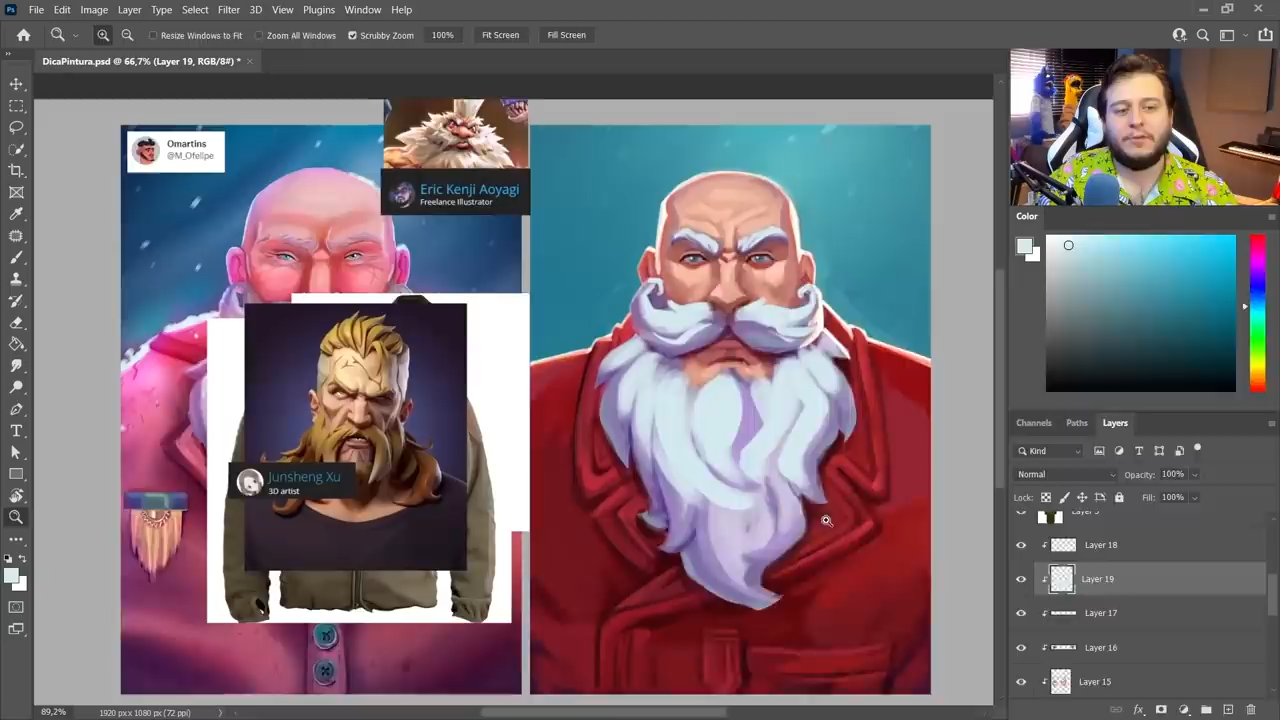 Ps File Edit Image Layer Type Select Filter 3D View Plugins Window Help
Resize Windows to Fit Zoom All Windows Scrubby Zoom 100% Fit Screen Fill Screen
DicaPintura.psd @ 66,7% (Layer 19, RGB/8#) *
Omartins
@M_Ofelipe
Eric Kenji Aoyagi
Freelance Illustrator
Junsheng Xu
3D artist
Color
Channels Paths Layers
Kind
Normal Opacity: 100%
Lock: Fill: 100%
Layer 18
Layer 19
Layer 17
Layer 16
Layer 15
89,2% 1920 px x 1080 px (72 ppi)